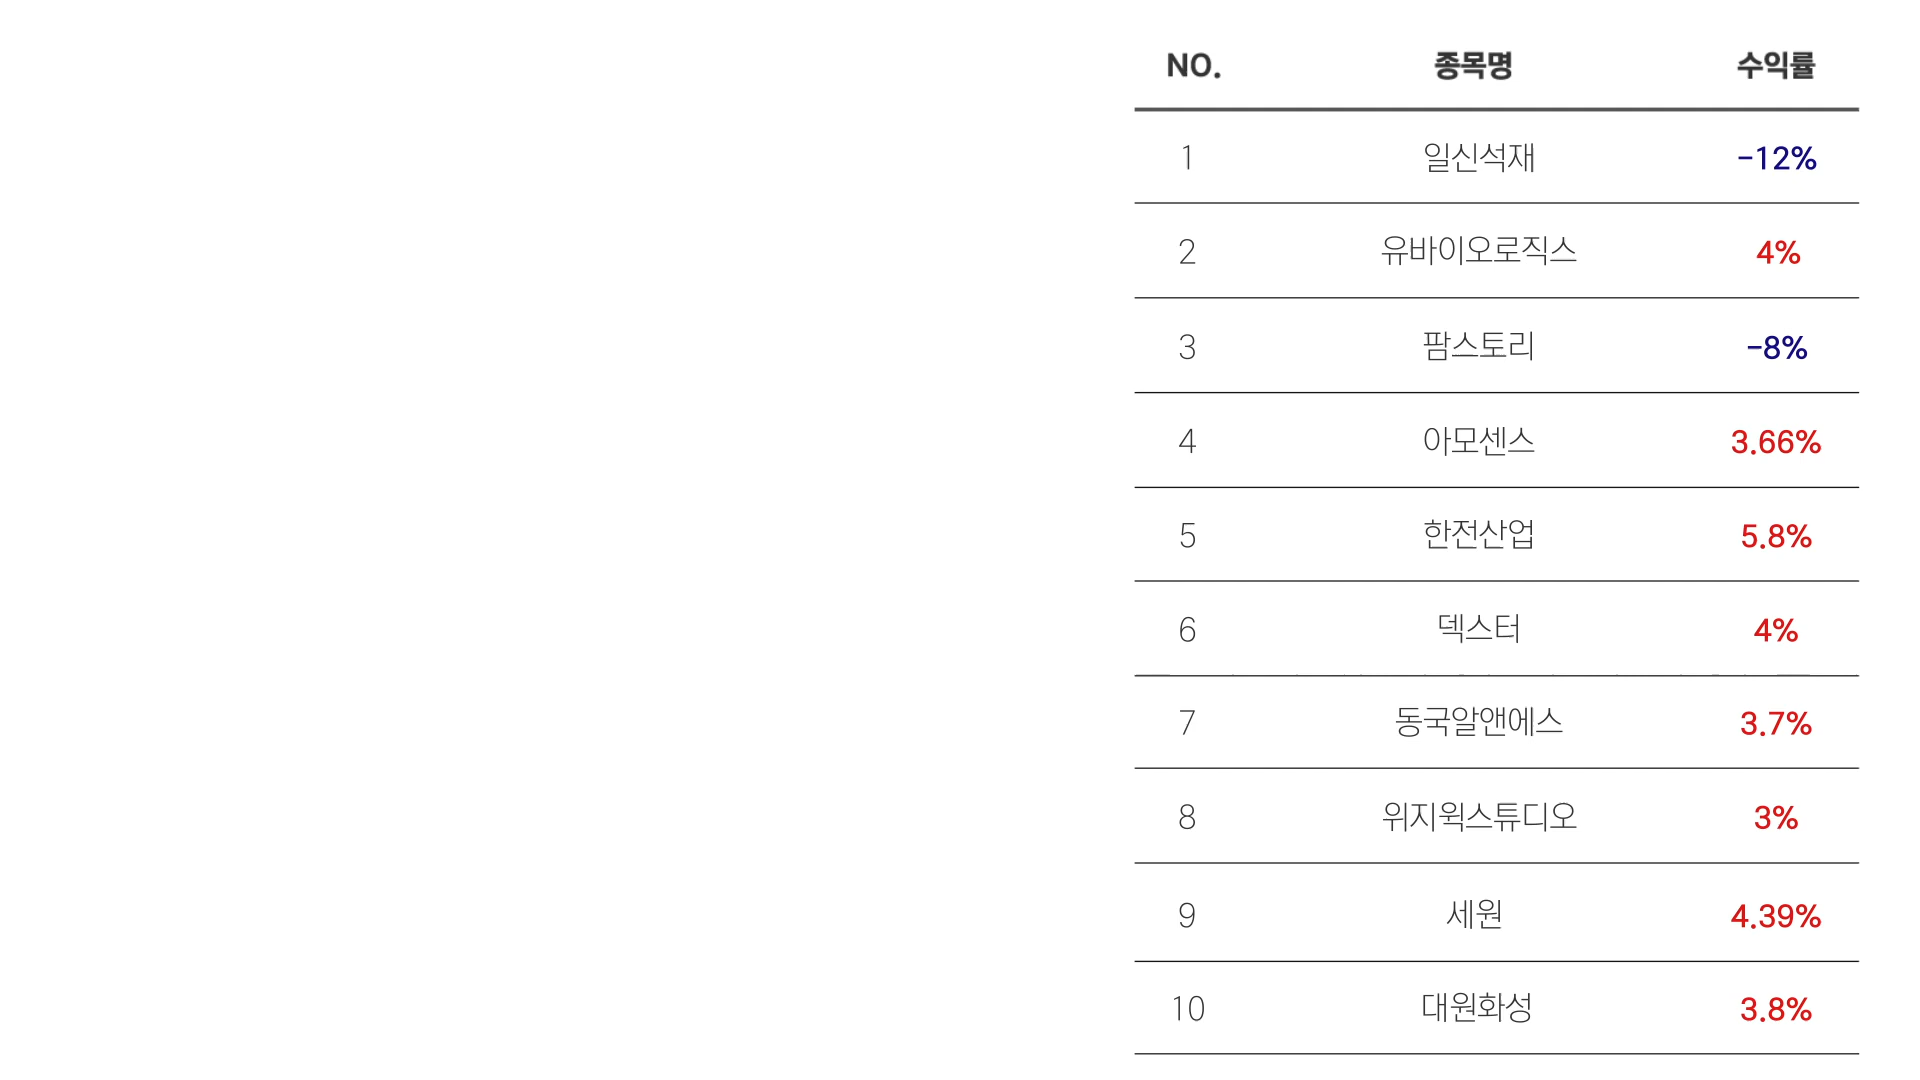 NO. 종목명 수익률
1 일신석재 -12%
2 유바이오로직스 4%
3 팜스토리 -8%
4 아모센스 3.66%
5 한전산업 5.8%
6 덱스터 4%
7 동국알앤에스 3.7%
8 위지윅스튜디오 3%
9 세원 4.39%
10 대원화성 3.8%